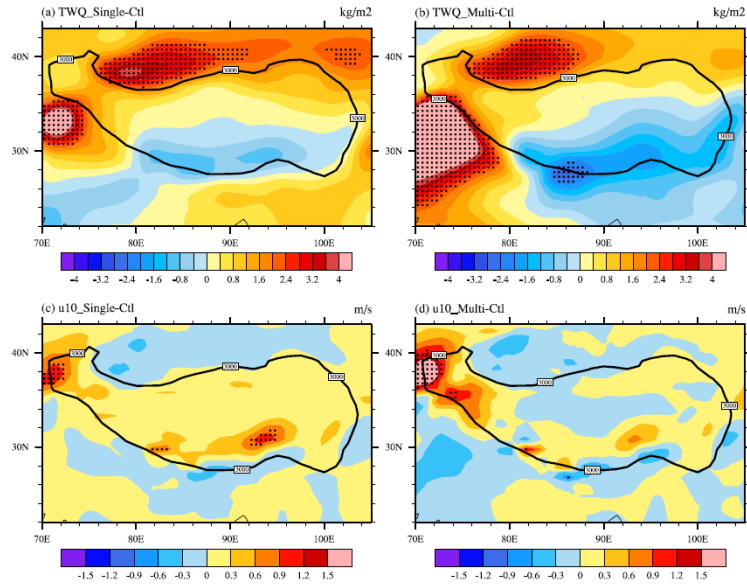 (a) TWQ_Single-Ctl kg/m2 (b) TWQ_Multi-Ctl kg/m2
40N 40N
3000 3000
3000 3000
3000 3000
30N 30N
70E 80E 90E 100E 70E 80E 90E 100E
-4 -3.2 -2.4 -1.6 -0.8 0 0.8 1.6 2.4 3.2 4 -4 -3.2 -2.4 -1.6 -0.8 0 0.8 1.6 2.4 3.2 4
(c) u10_Single-Ctl m/s (d) u10_Multi-Ctl m/s
40N 3000 40N 3000
3000 3000
3000 3000
30N 30N
3000 3000
70E 80E 90E 100E 70E 80E 90E 100E
-1.5 -1.2 -0.9 -0.6 -0.3 0 0.3 0.6 0.9 1.2 1.5 -1.5 -1.2 -0.9 -0.6 -0.3 0 0.3 0.6 0.9 1.2 1.5